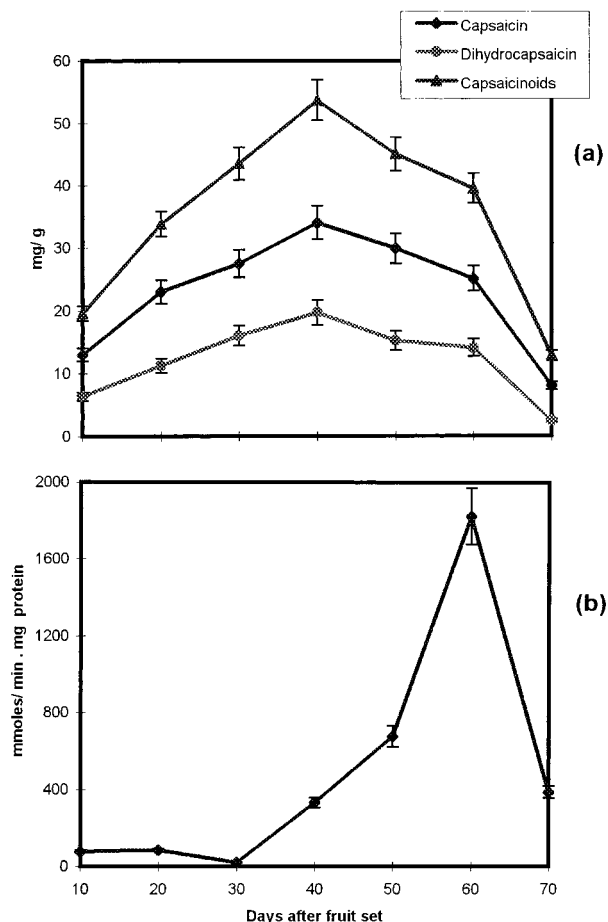 Capsaicin
Dihydrocapsaicin
Capsaicinoids
60
50
40
30
20
10
0
mg/ g
(a)
2000
1600
1200
800
400
0
mmoles/ min . mg protein
(b)
10 20 30 40 50 60 70
Days after fruit set